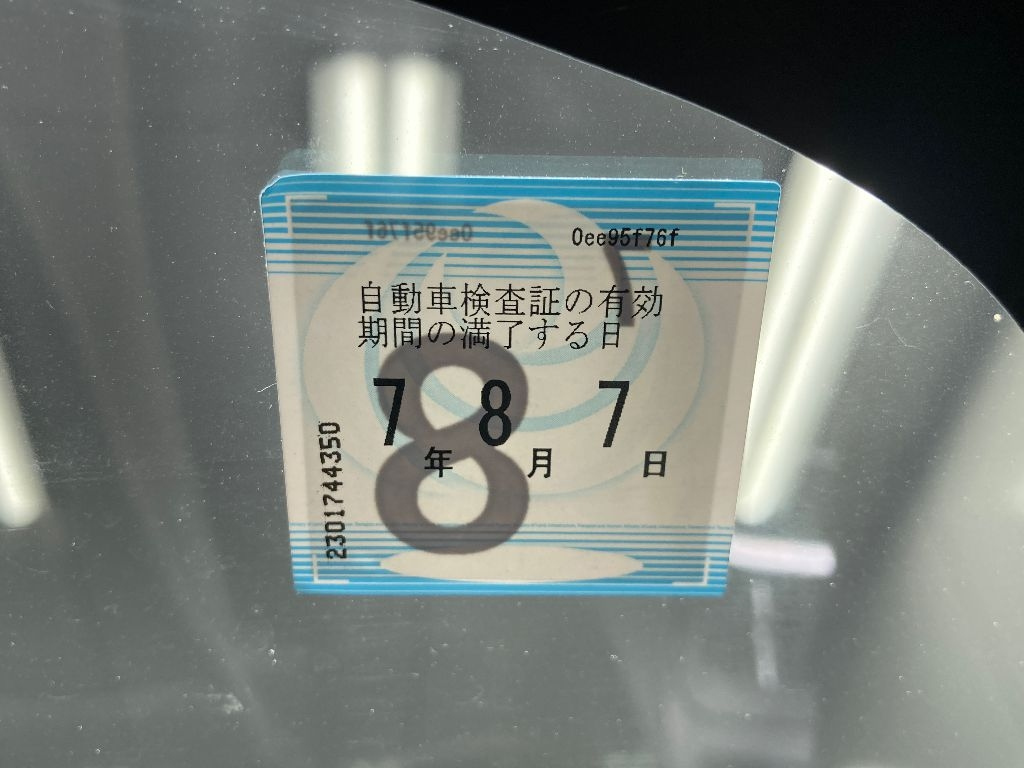 0ee95f76f
自動車検査証の有効
期間の満了する日
7年 8月 7日
2301744350
8